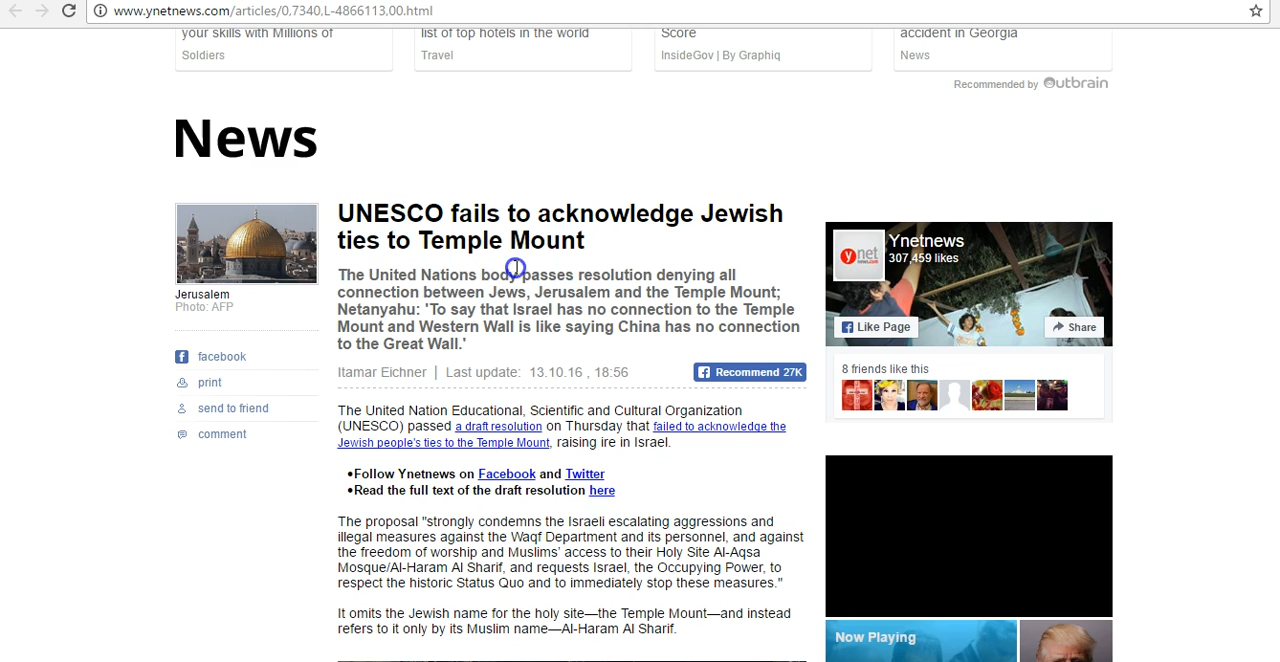 www.ynetnews.com/articles/0,7340,L-4866113,00.html
your skills with Millions of
Soldiers
list of top hotels in the world
Travel
Score
InsideGov | By Graphiq
accident in Georgia
News
Recommended by Outbrain
News
Jerusalem
Photo: AFP
facebook
print
send to friend
comment
UNESCO fails to acknowledge Jewish
ties to Temple Mount
The United Nations body passes resolution denying all
connection between Jews, Jerusalem and the Temple Mount;
Netanyahu: 'To say that Israel has no connection to the Temple
Mount and Western Wall is like saying China has no connection
to the Great Wall.'
Itamar Eichner | Last update: 13.10.16 , 18:56
Recommend 27K
The United Nation Educational, Scientific and Cultural Organization
(UNESCO) passed a draft resolution on Thursday that failed to acknowledge the
Jewish people's ties to the Temple Mount, raising ire in Israel.
•Follow Ynetnews on Facebook and Twitter
•Read the full text of the draft resolution here
The proposal "strongly condemns the Israeli escalating aggressions and
illegal measures against the Waqf Department and its personnel, and against
the freedom of worship and Muslims’ access to their Holy Site Al-Aqsa
Mosque/Al-Haram Al Sharif, and requests Israel, the Occupying Power, to
respect the historic Status Quo and to immediately stop these measures."
It omits the Jewish name for the holy site—the Temple Mount—and instead
refers to it only by its Muslim name—Al-Haram Al Sharif.
ynet
news.com
Ynetnews
307,459 likes
Like Page
Share
8 friends like this
Now Playing